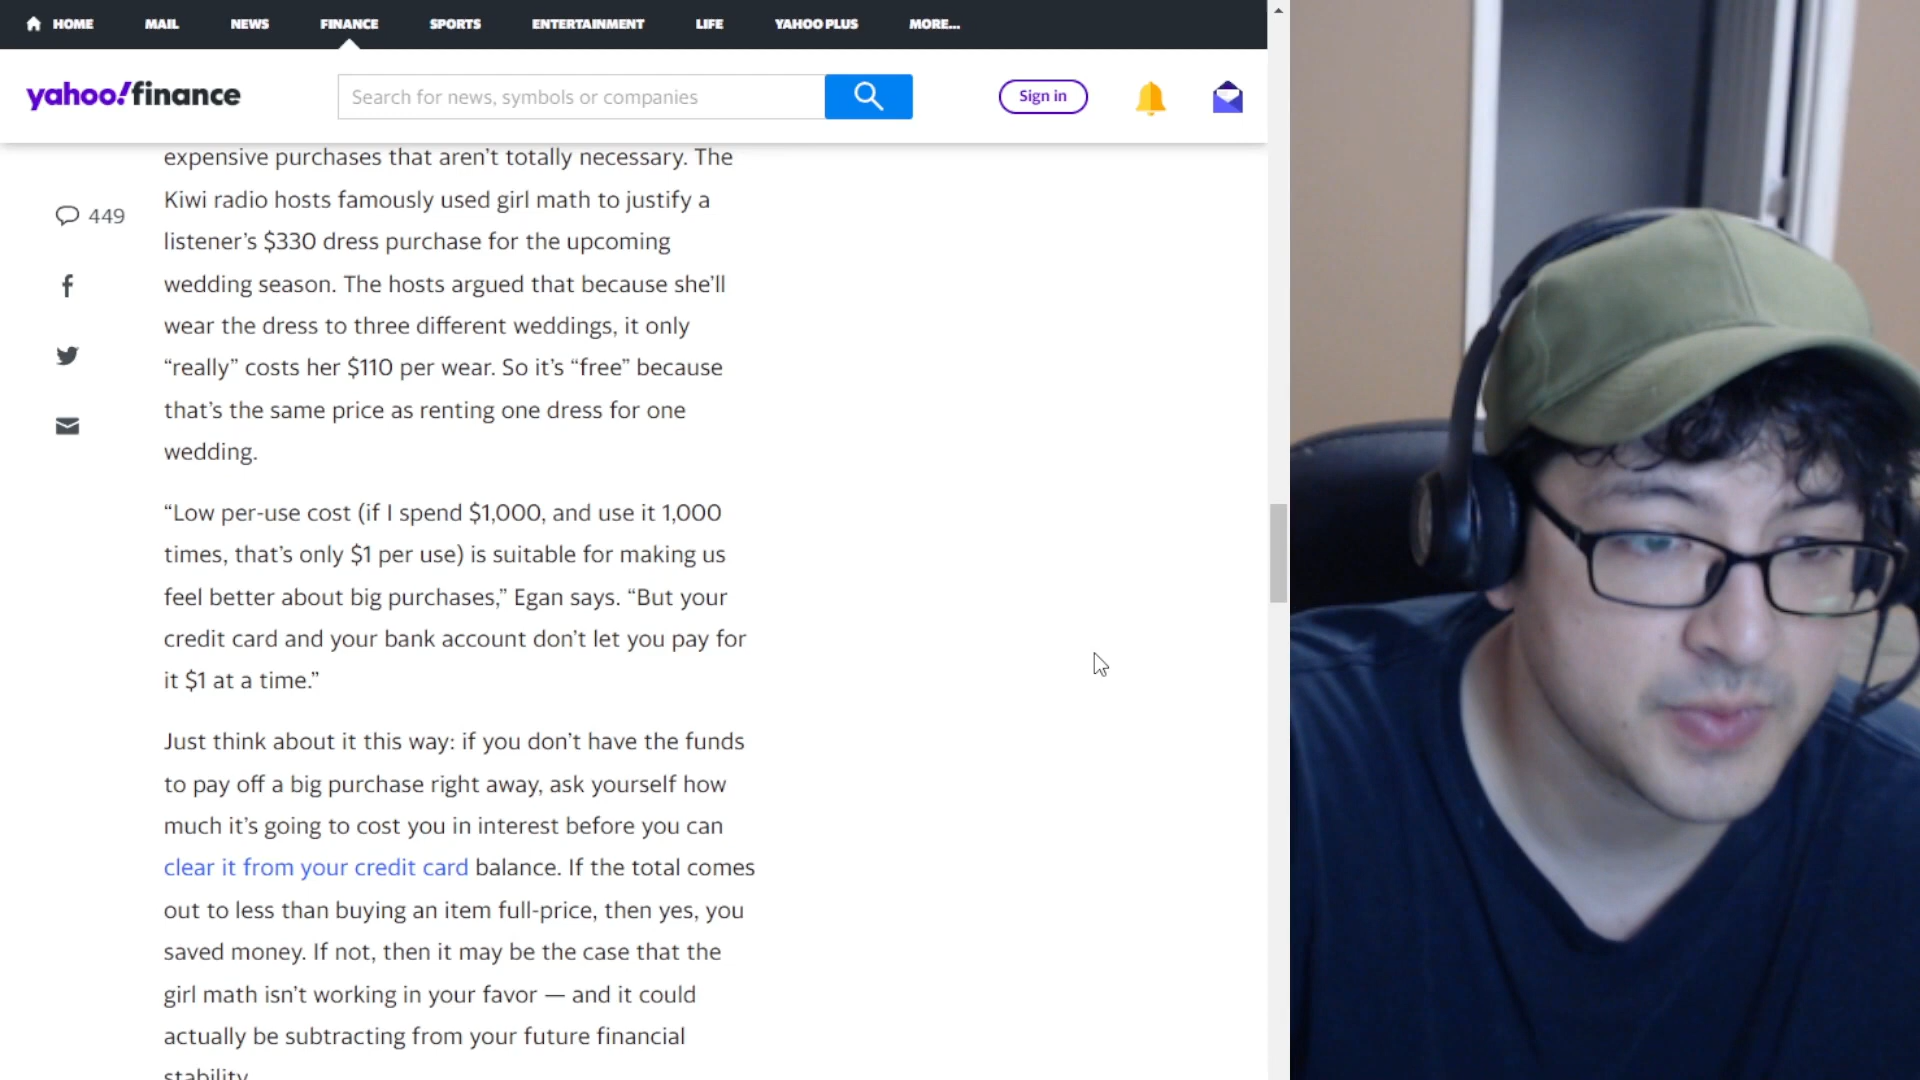 HOME MAIL NEWS FINANCE SPORTS ENTERTAINMENT LIFE YAHOO PLUS MORE...
yahoo!finance Search for news, symbols or companies Sign in
expensive purchases that aren’t totally necessary. The
449
Kiwi radio hosts famously used girl math to justify a
listener’s $330 dress purchase for the upcoming
wedding season. The hosts argued that because she’ll
wear the dress to three different weddings, it only
“really” costs her $110 per wear. So it’s “free” because
that’s the same price as renting one dress for one
wedding.
“Low per-use cost (if I spend $1,000, and use it 1,000
times, that’s only $1 per use) is suitable for making us
feel better about big purchases,” Egan says. “But your
credit card and your bank account don’t let you pay for
it $1 at a time.”
Just think about it this way: if you don’t have the funds
to pay off a big purchase right away, ask yourself how
much it’s going to cost you in interest before you can
clear it from your credit card balance. If the total comes
out to less than buying an item full-price, then yes, you
saved money. If not, then it may be the case that the
girl math isn’t working in your favor — and it could
actually be subtracting from your future financial
stability.